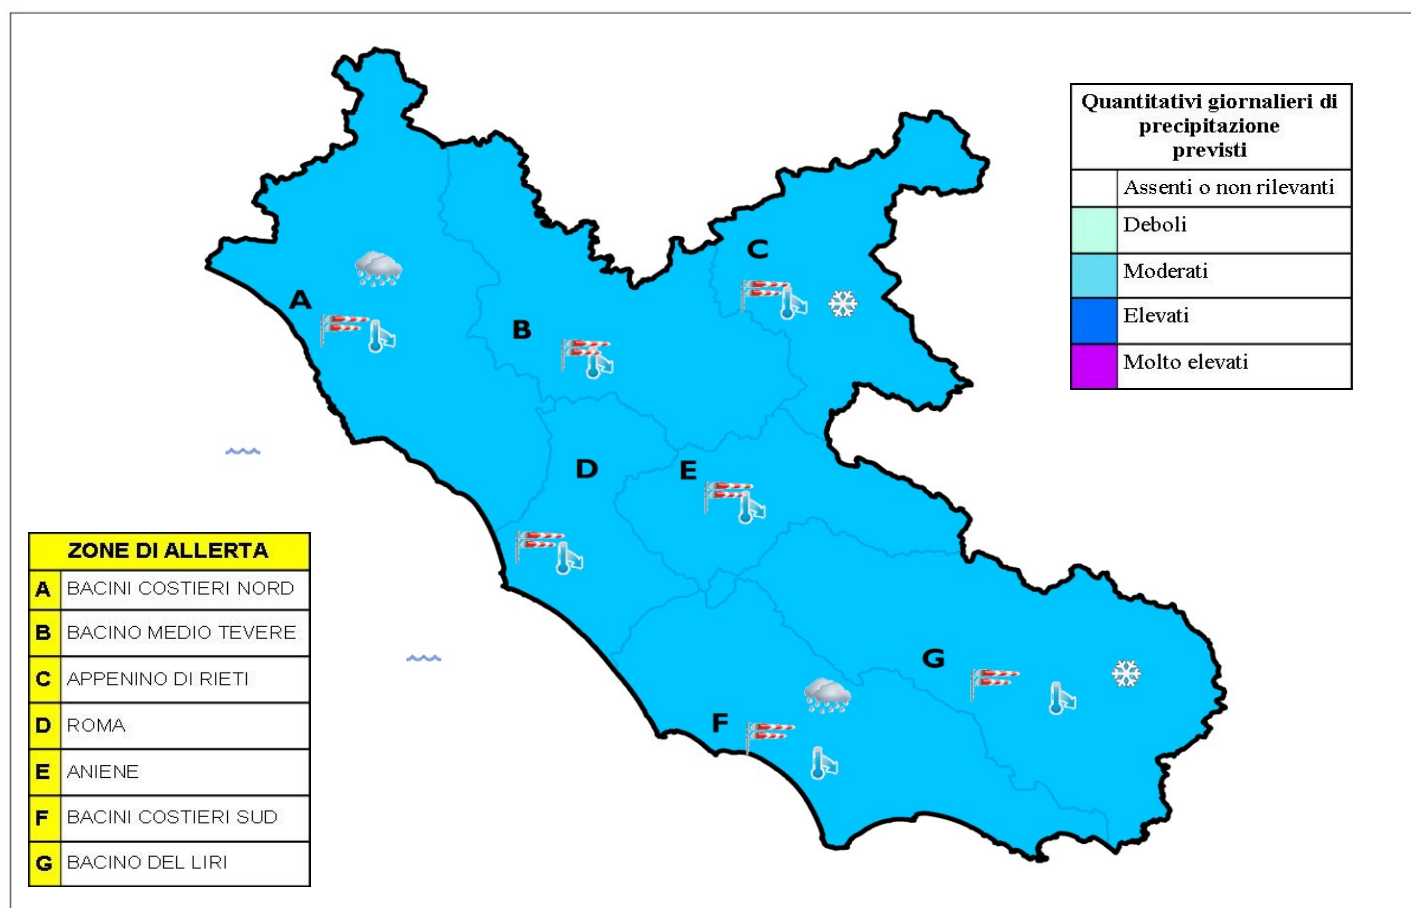 Quantitativi giornalieri di
precipitazione
previsti
Assenti o non rilevanti
Deboli
Moderati
Elevati
Molto elevati
A
B
C
D
E
F
G
ZONE DI ALLERTA
A BACINI COSTIERI NORD
B BACINO MEDIO TEVERE
C APPENINO DI RIETI
D ROMA
E ANIENE
F BACINI COSTIERI SUD
G BACINO DEL LIRI